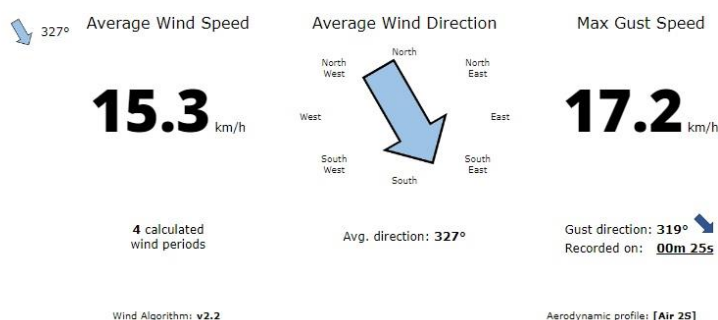 327°
Average Wind Speed
Average Wind Direction
Max Gust Speed
15.3 km/h
North
North West
North East
West
East
South West
South East
South
17.2 km/h
4 calculated
wind periods
Avg. direction: 327°
Gust direction: 319°
Recorded on: 00m 25s
Wind Algorithm: v2.2
Aerodynamic profile: [Air 2S]